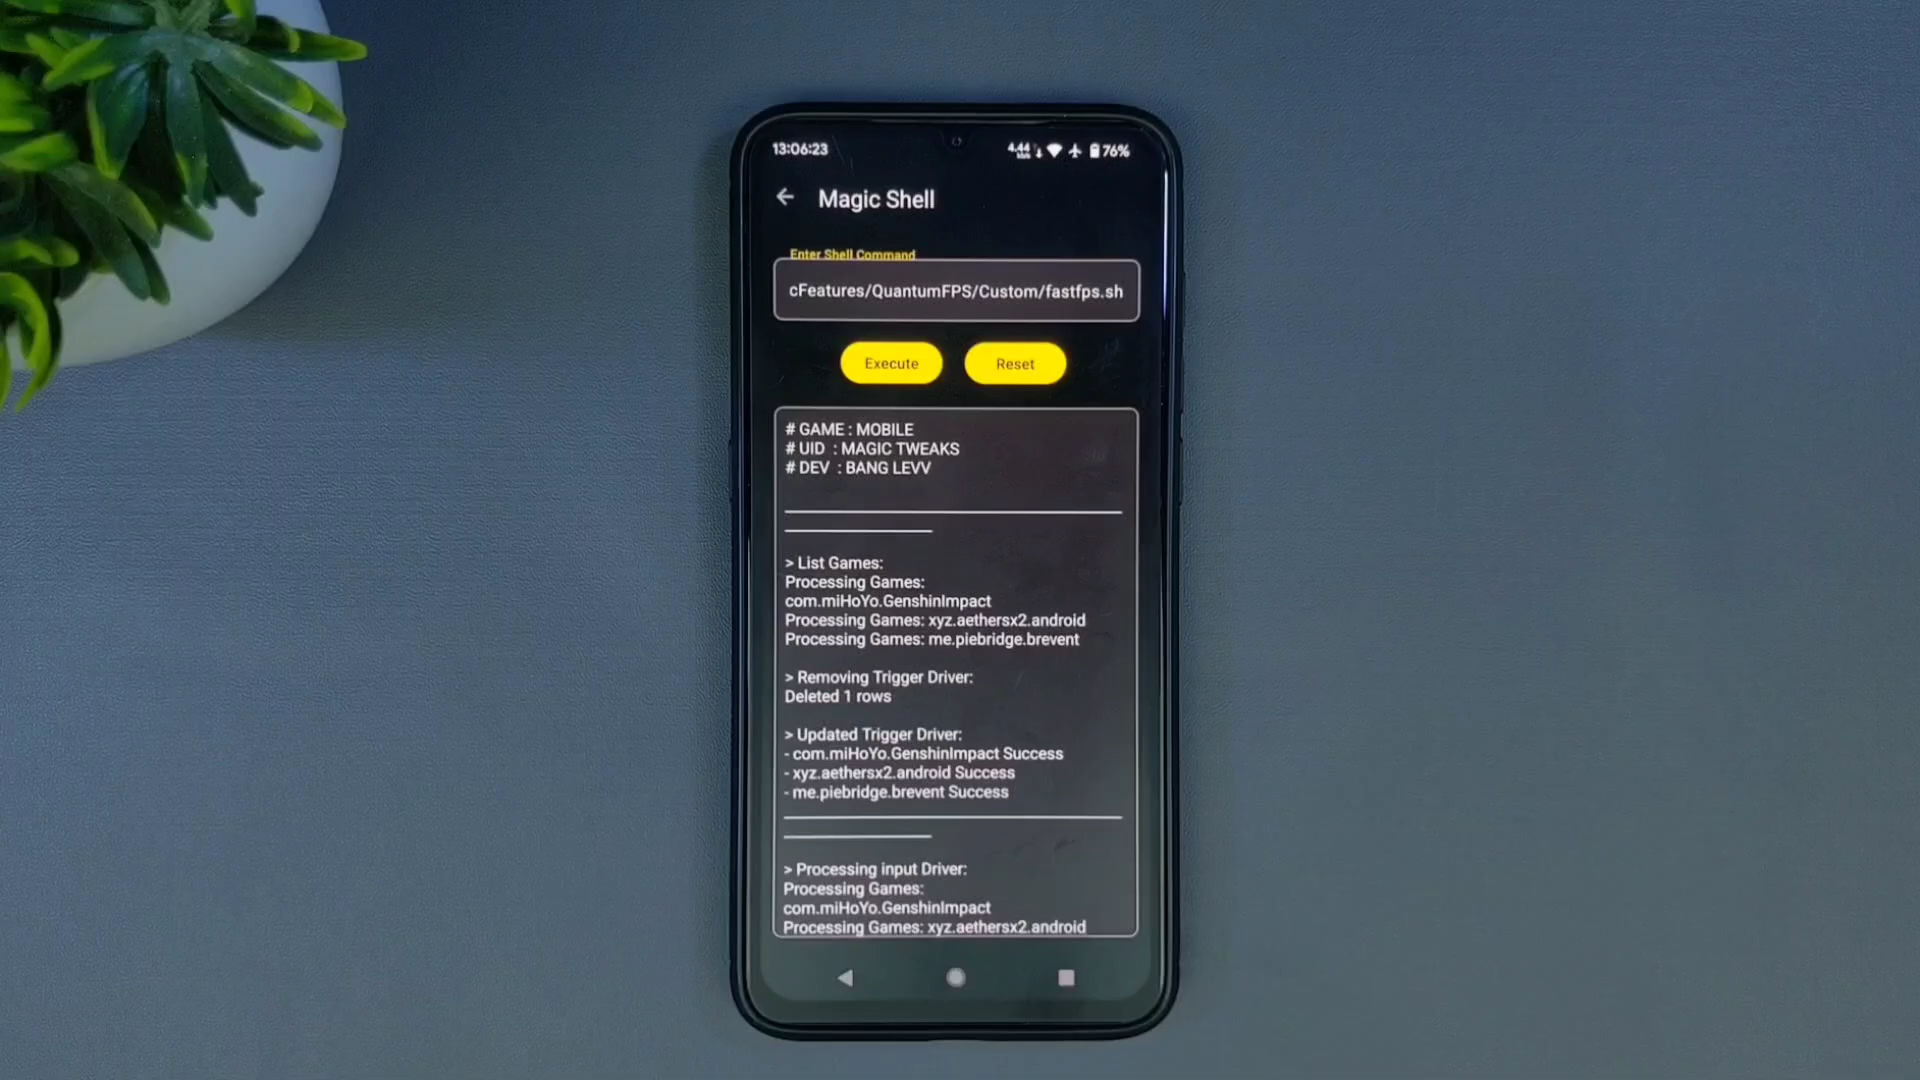 13:06:23
4.44
76%
Magic Shell
Enter Shell Command
cFeatures/QuantumFPS/Custom/fastfps.sh
Execute
Reset
# GAME : MOBILE
# UID : MAGIC TWEAKS
# DEV : BANG LEVV
> List Games:
Processing Games:
com.miHoYo.GenshinImpact
Processing Games: xyz.aethersx2.android
Processing Games: me.piebridge.brevent
> Removing Trigger Driver:
Deleted 1 rows
> Updated Trigger Driver:
- com.miHoYo.GenshinImpact Success
- xyz.aethersx2.android Success
- me.piebridge.brevent Success
> Processing input Driver:
Processing Games:
com.miHoYo.GenshinImpact
Processing Games: xyz.aethersx2.android